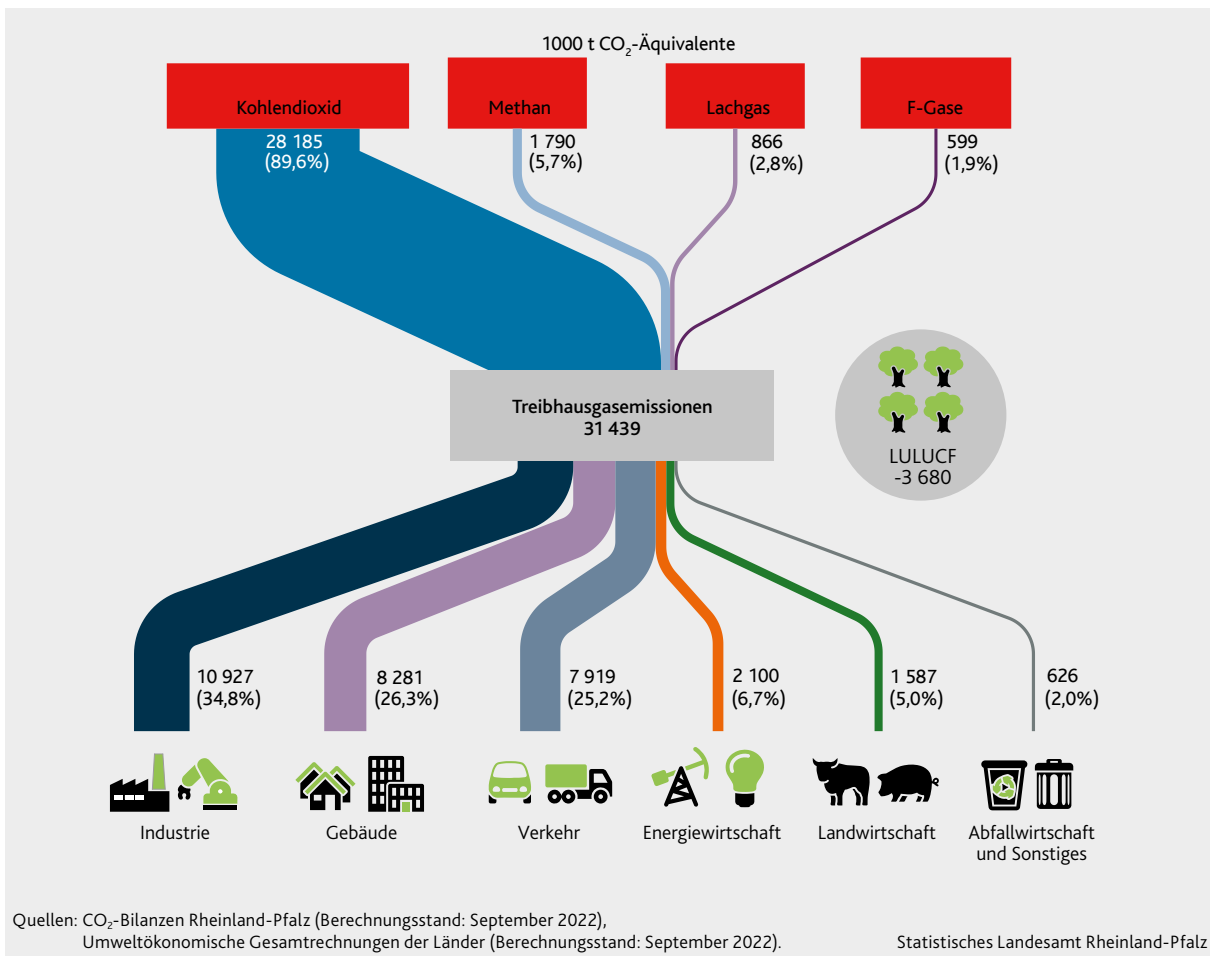 1000 t CO₂-Äquivalente
Kohlendioxid
Methan
Lachgas
F-Gase
28 185
(89,6%)
1 790
(5,7%)
866
(2,8%)
599
(1,9%)
Treibhausgasemissionen
31 439
LULUCF
-3 680
10 927
(34,8%)
8 281
(26,3%)
7 919
(25,2%)
2 100
(6,7%)
1 587
(5,0%)
626
(2,0%)
Industrie
Gebäude
Verkehr
Energiewirtschaft
Landwirtschaft
Abfallwirtschaft
und Sonstiges
Quellen: CO₂-Bilanzen Rheinland-Pfalz (Berechnungsstand: September 2022),
Umweltökonomische Gesamtrechnungen der Länder (Berechnungsstand: September 2022).
Statistisches Landesamt Rheinland-Pfalz